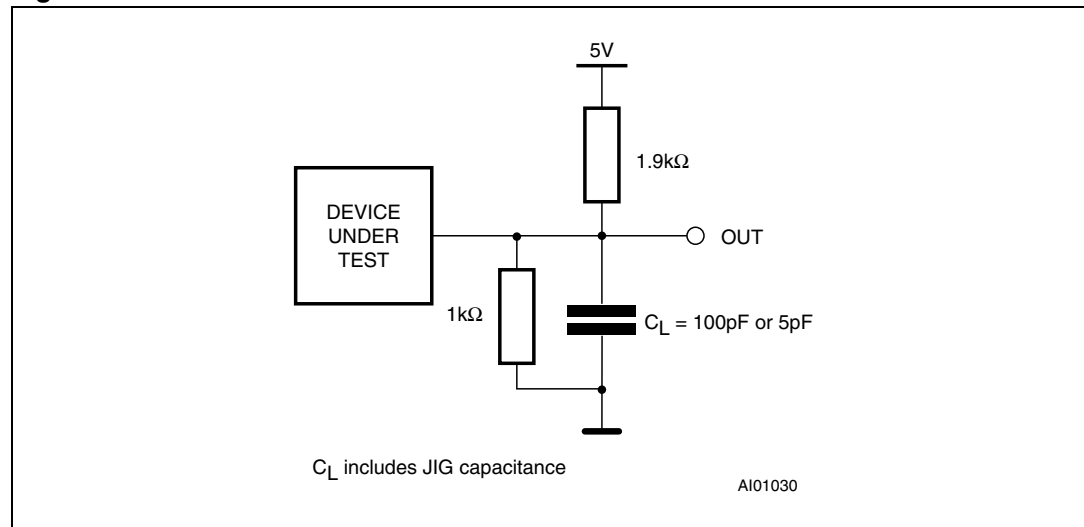 5V
1.9kΩ
DEVICE
UNDER
TEST
OUT
1kΩ
C_L = 100pF or 5pF
C_L includes JIG capacitance
AI01030